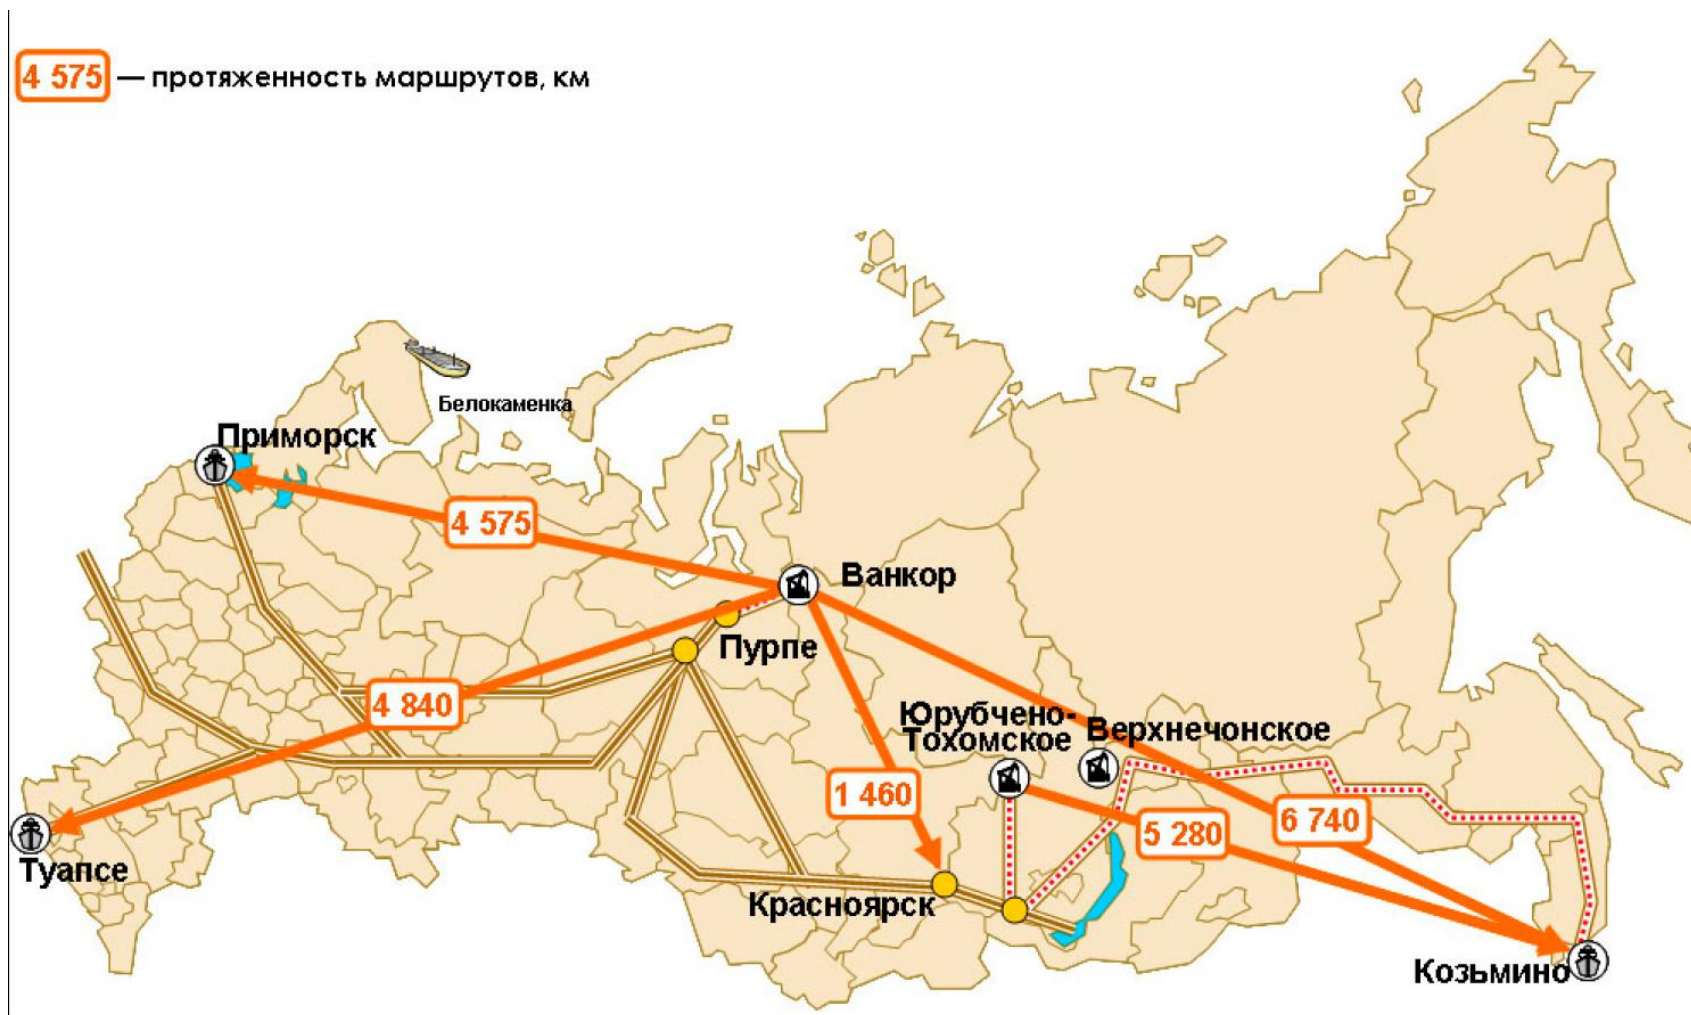 4 575 — протяженность маршрутов, км
Белокаменка
Приморск
4 575
Ванкор
Пурпе
4 840
Юрубчено-
Тохомское
Верхнечонское
1 460
5 280
6 740
Туапсе
Красноярск
Козьмино